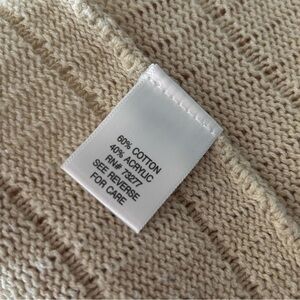 60% COTTON
40% ACRYLIC
RN# 73277
SEE REVERSE
FOR CARE